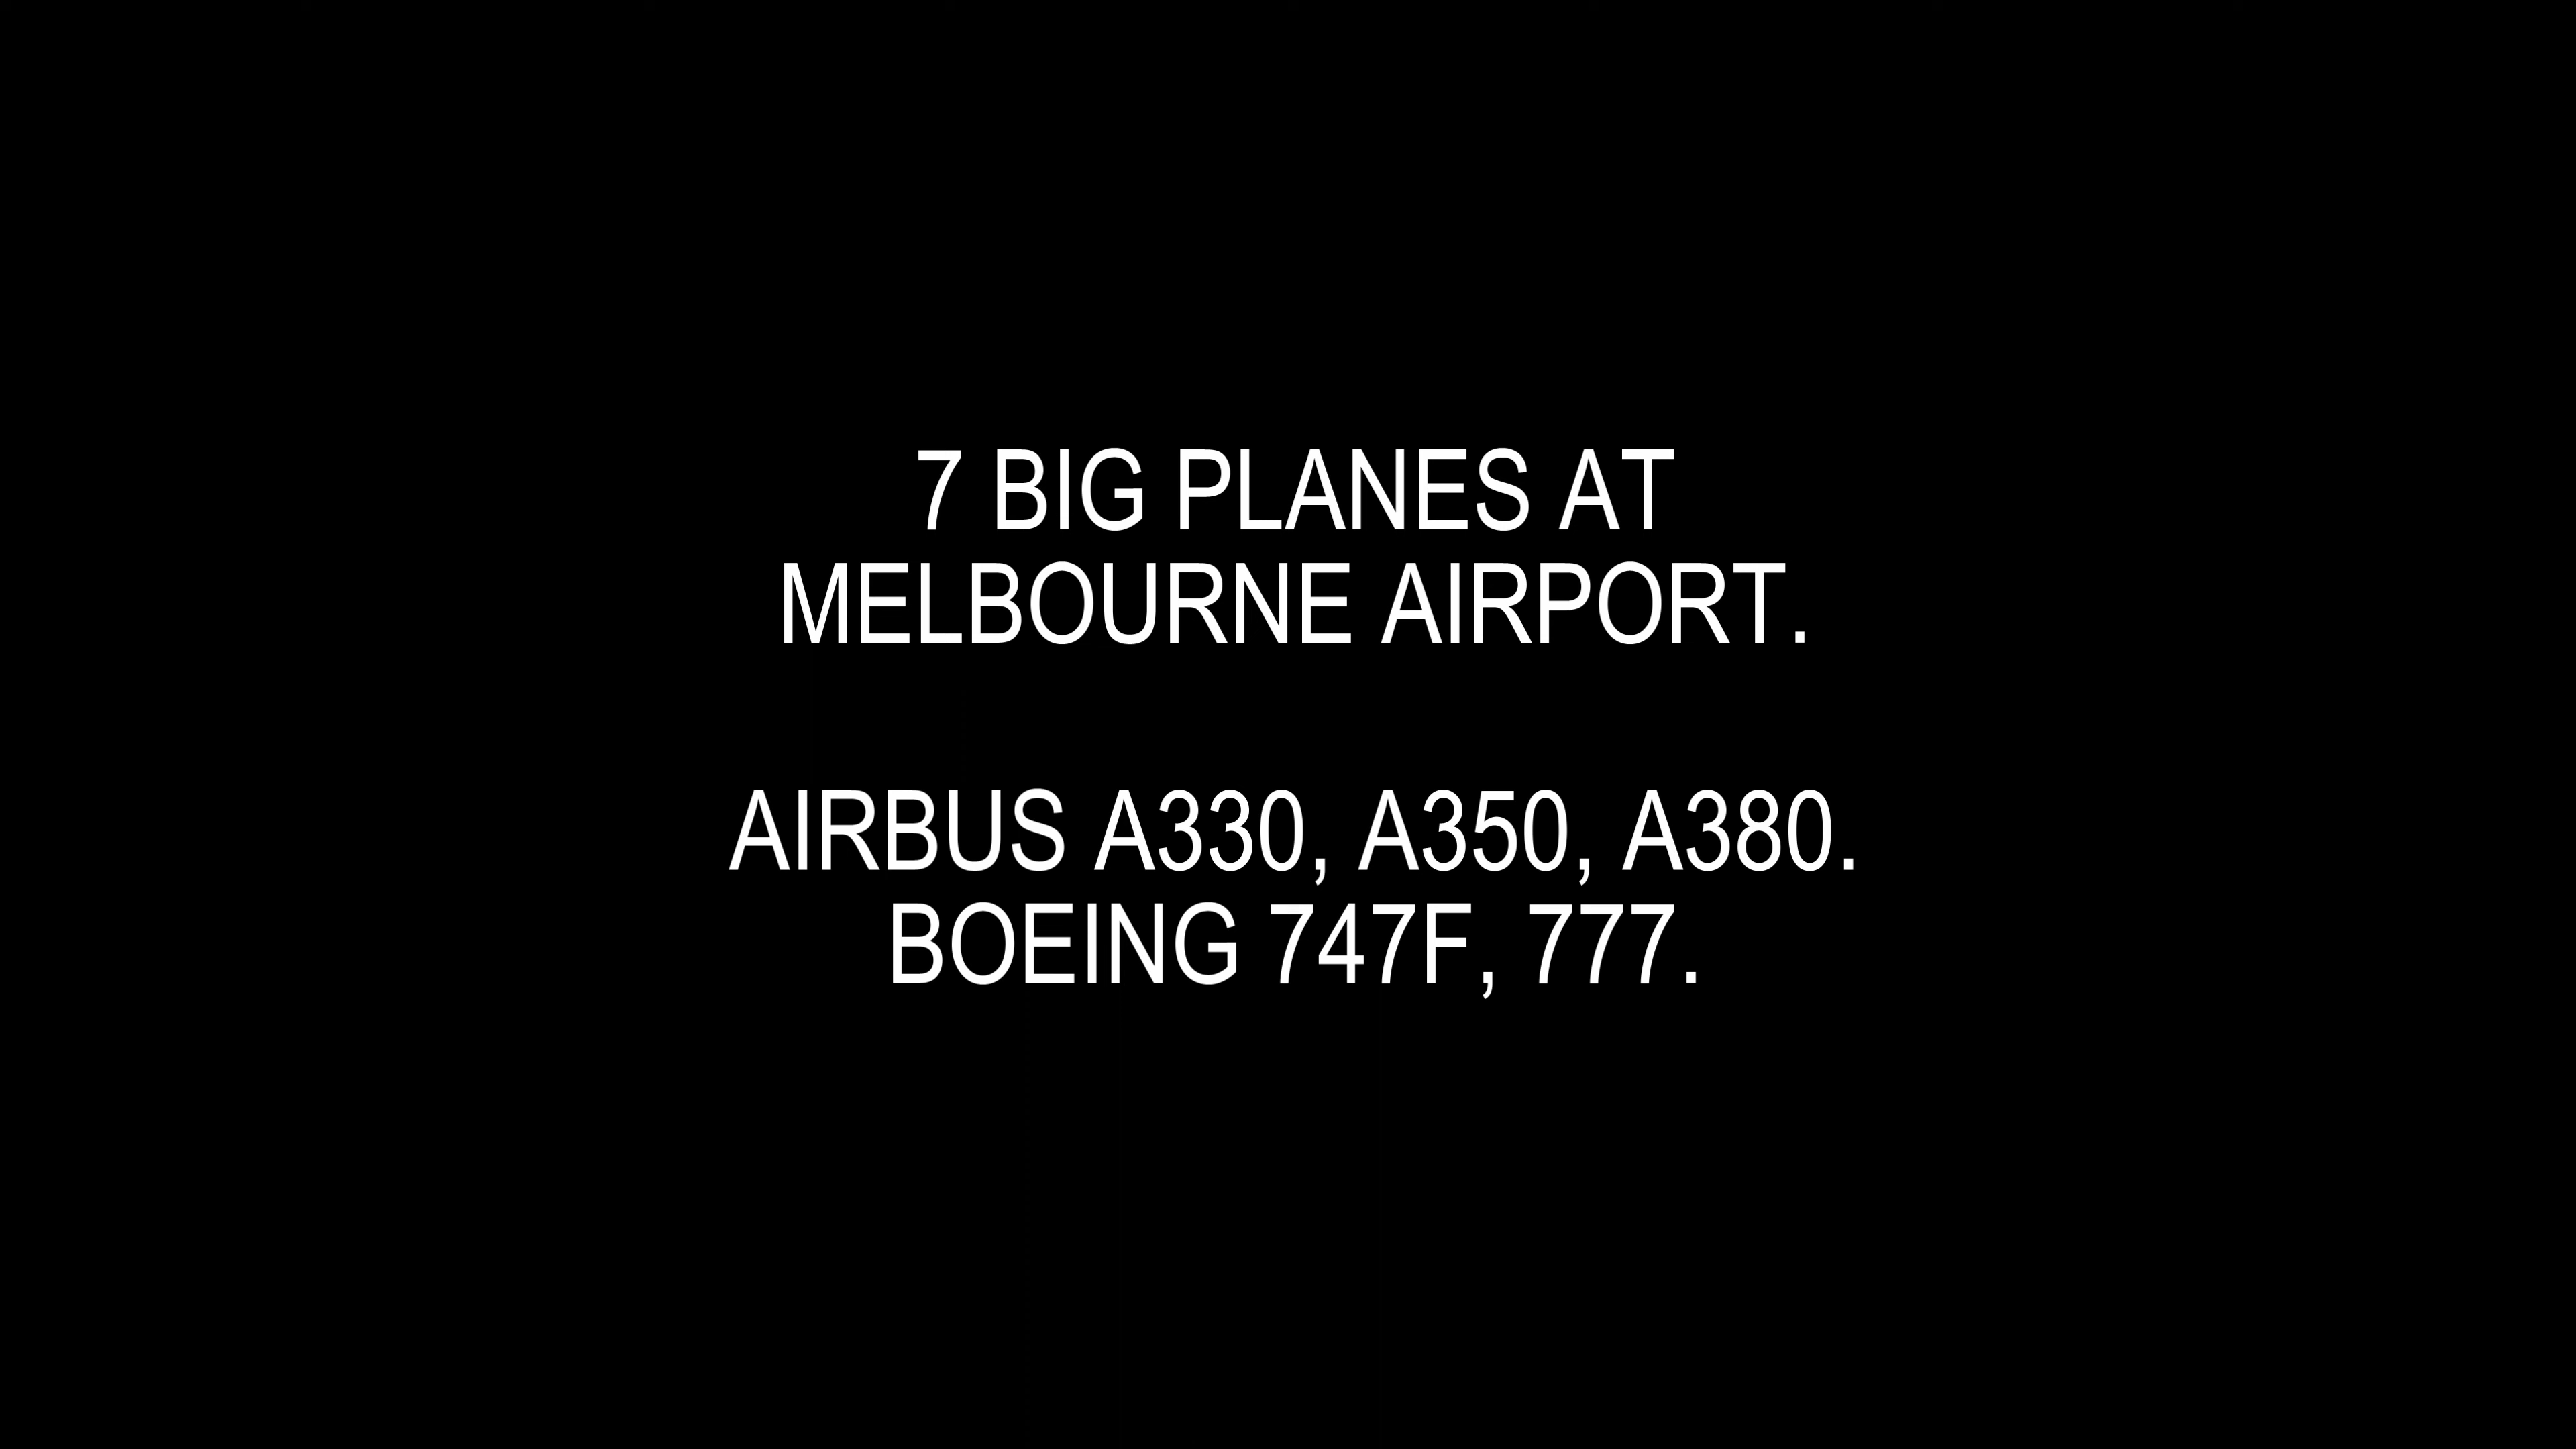 7 BIG PLANES AT
MELBOURNE AIRPORT.
AIRBUS A330, A350, A380.
BOEING 747F, 777.